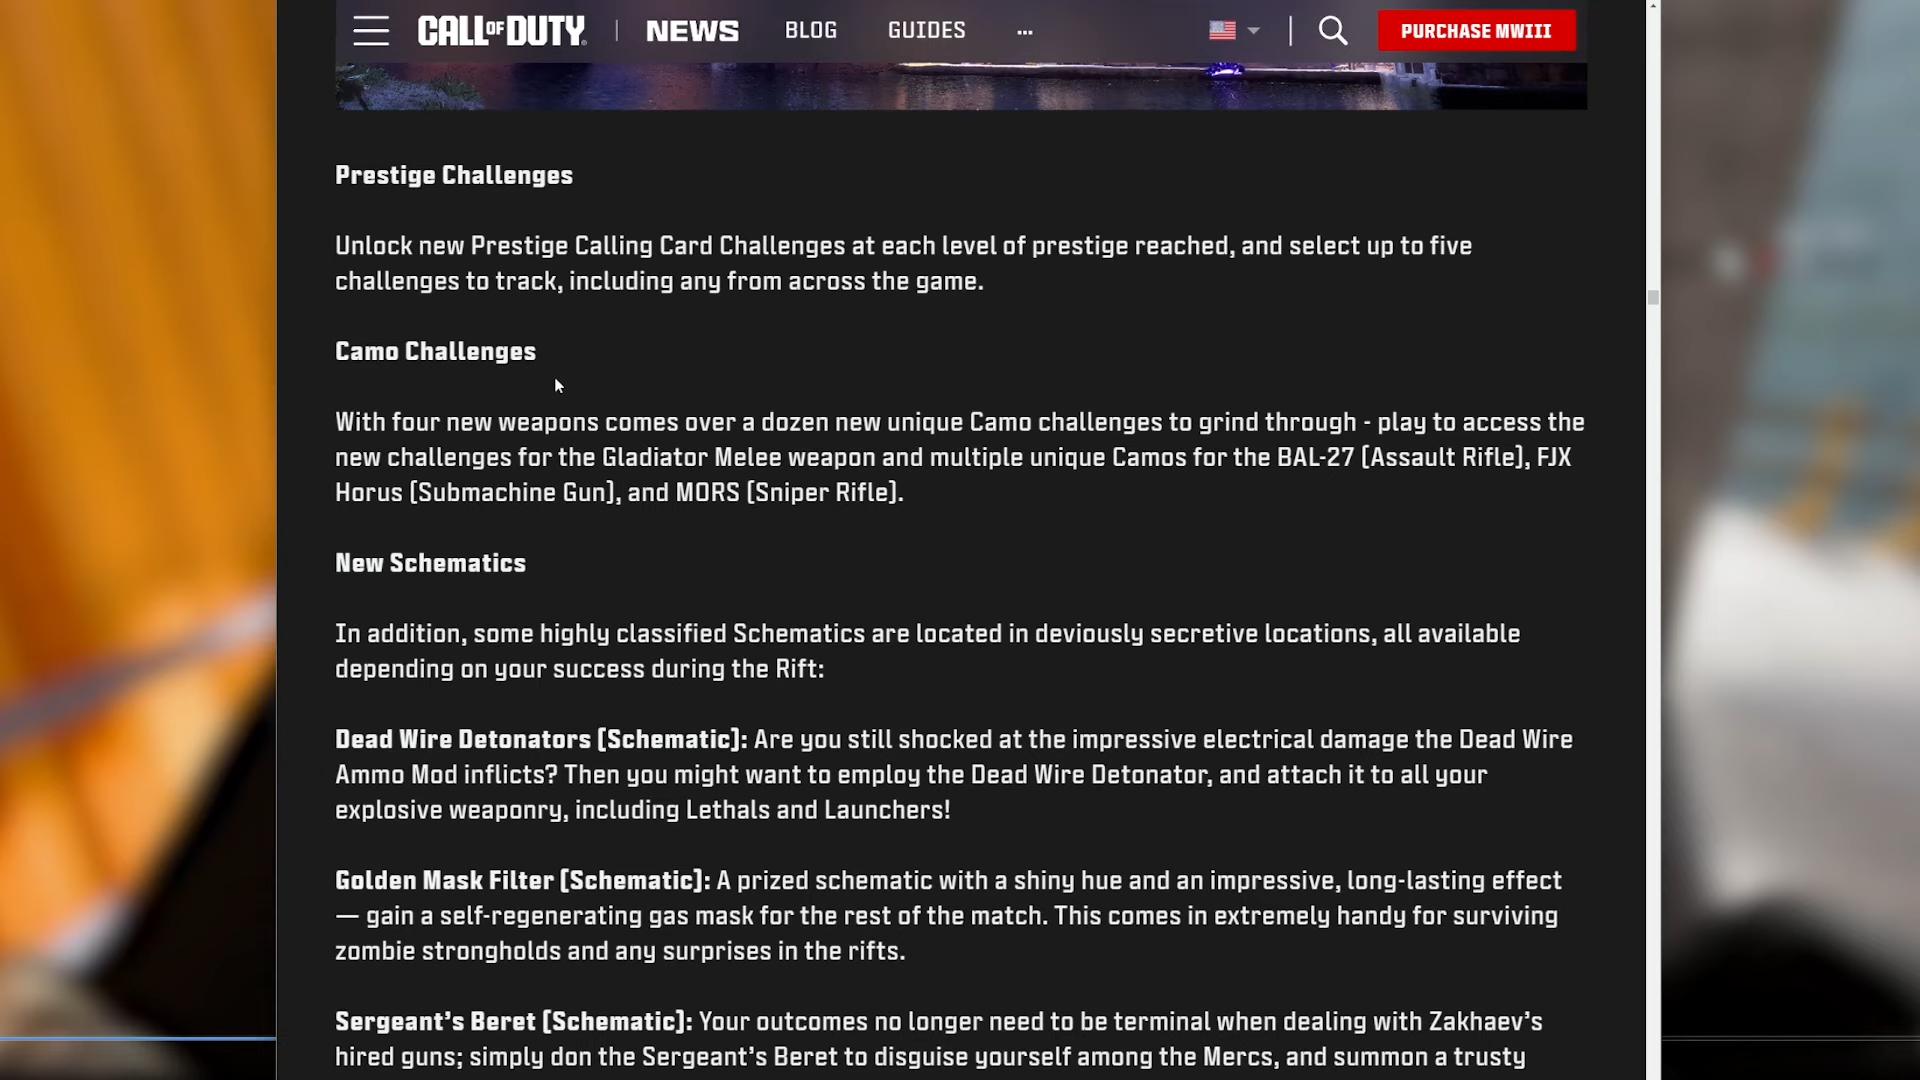 CALL OF DUTY NEWS BLOG GUIDES ... PURCHASE MWIII
Prestige Challenges
Unlock new Prestige Calling Card Challenges at each level of prestige reached, and select up to five
challenges to track, including any from across the game.
Camo Challenges
With four new weapons comes over a dozen new unique Camo challenges to grind through - play to access the
new challenges for the Gladiator Melee weapon and multiple unique Camos for the BAL-27 (Assault Rifle), FJX
Horus (Submachine Gun), and MORS (Sniper Rifle).
New Schematics
In addition, some highly classified Schematics are located in deviously secretive locations, all available
depending on your success during the Rift:
Dead Wire Detonators (Schematic): Are you still shocked at the impressive electrical damage the Dead Wire
Ammo Mod inflicts? Then you might want to employ the Dead Wire Detonator, and attach it to all your
explosive weaponry, including Lethals and Launchers!
Golden Mask Filter (Schematic): A prized schematic with a shiny hue and an impressive, long-lasting effect
— gain a self-regenerating gas mask for the rest of the match. This comes in extremely handy for surviving
zombie strongholds and any surprises in the rifts.
Sergeant’s Beret (Schematic): Your outcomes no longer need to be terminal when dealing with Zakhaev’s
hired guns; simply don the Sergeant’s Beret to disguise yourself among the Mercs, and summon a trusty